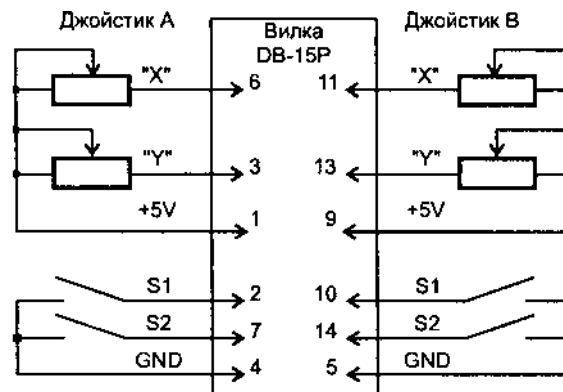 Джойстик А Вилка Джойстик В
DB-15P
"X" 6 11 "X"
"Y" 3 13 "Y"
+5V 1 9 +5V
S1 2 10 S1
S2 7 14 S2
GND 4 5 GND